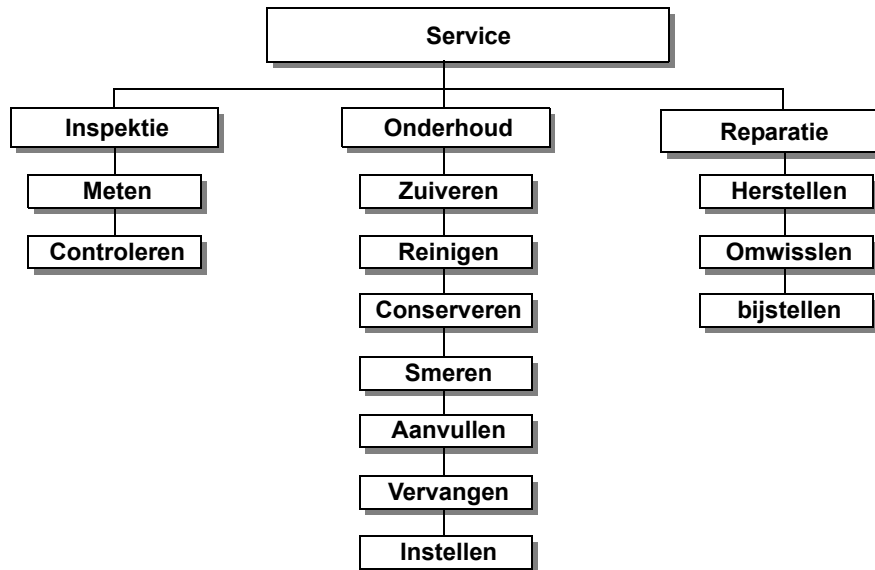 Service
Inspektie
Onderhoud
Reparatie
Meten
Zuiveren
Herstellen
Controleren
Reinigen
Omwisslen
Conserveren
bijstellen
Smeren
Aanvullen
Vervangen
Instellen